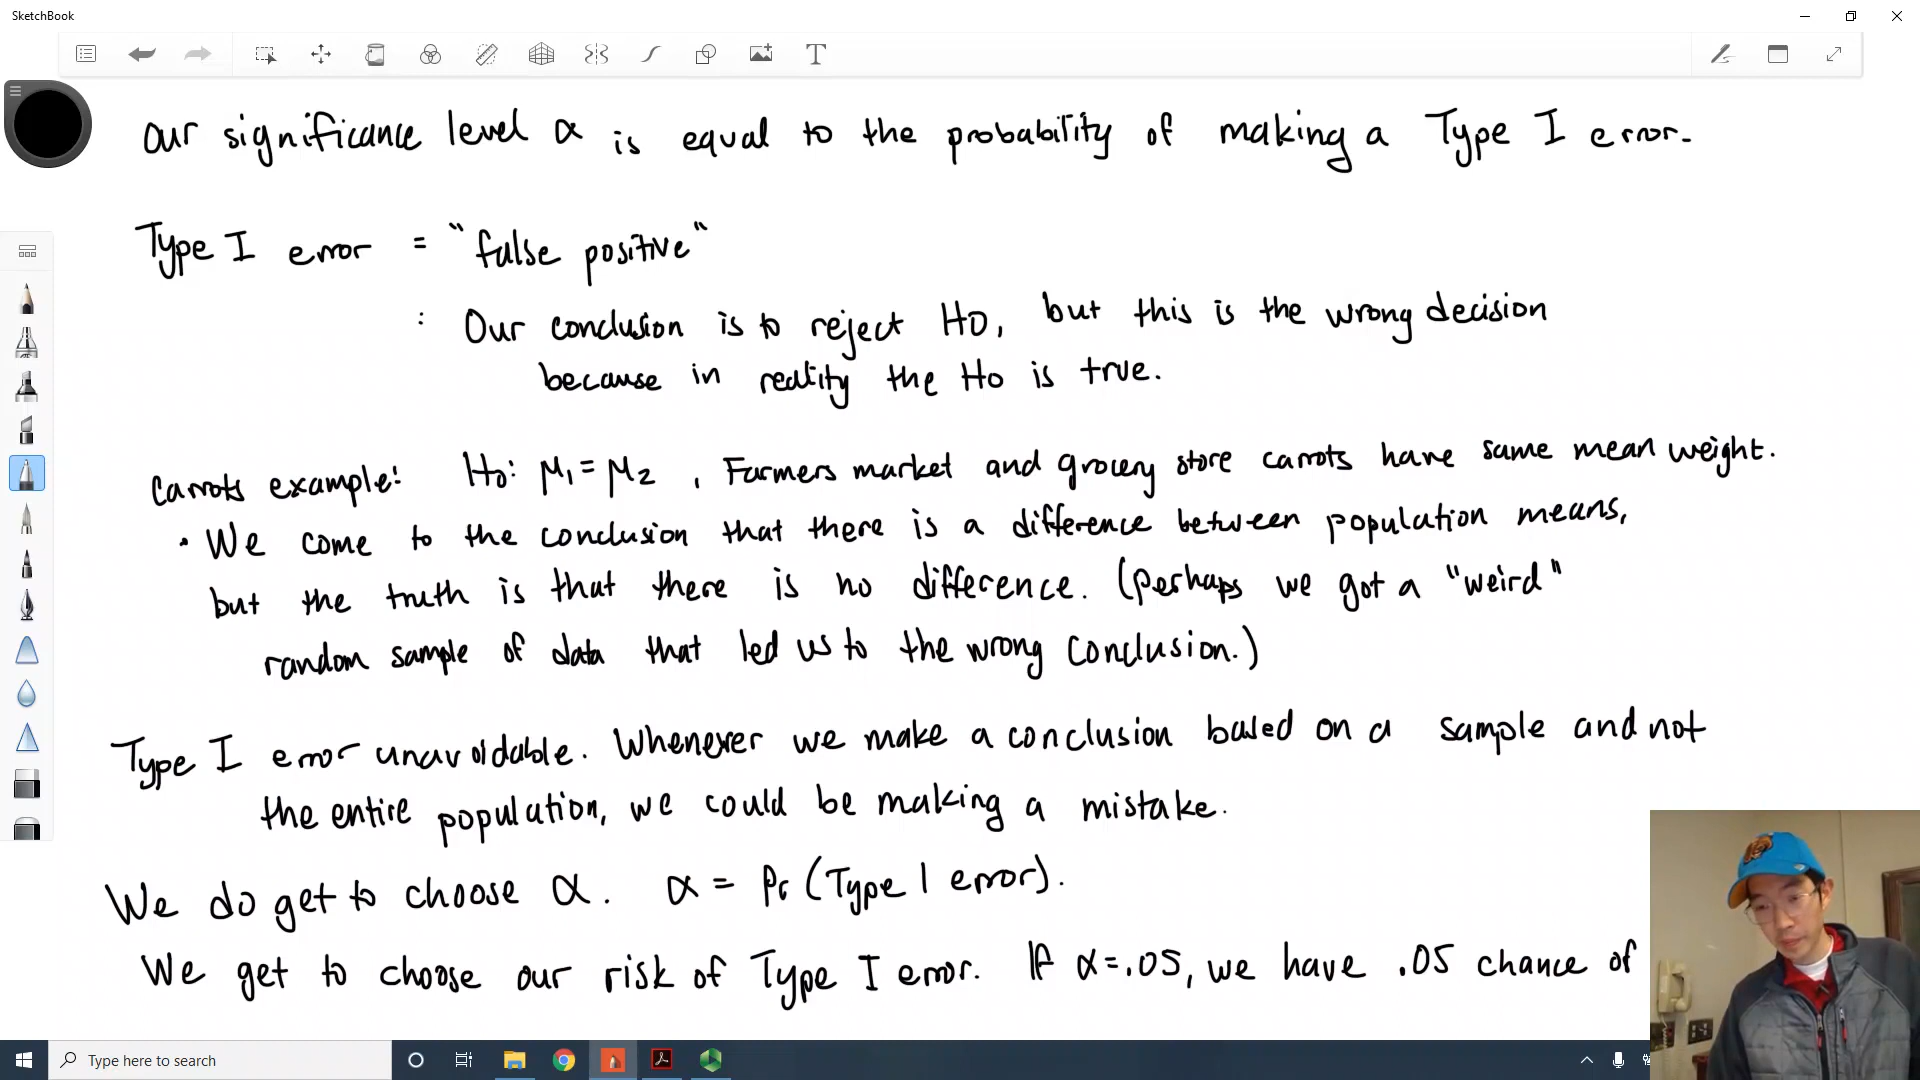 SketchBook
Our significance level α is equal to the probability of making a Type I error.
Type I error = "false positive"
: Our conclusion is to reject H0, but this is the wrong decision
because in reality the Ho is true.
Carrots example! Ho: μ1 = μ2 , Farmers market and grocery store carrots have same mean weight.
• We come to the conclusion that there is a difference between population means,
but the truth is that there is no difference. (Perhaps we got a "weird"
random sample of data that led us to the wrong conclusion.)
Type I error unavoidable. Whenever we make a conclusion based on a sample and not
the entire population, we could be making a mistake.
We do get to choose α. α = Pr (Type I error).
We get to choose our risk of Type I error. If α=.05, we have .05 chance of
Type here to search